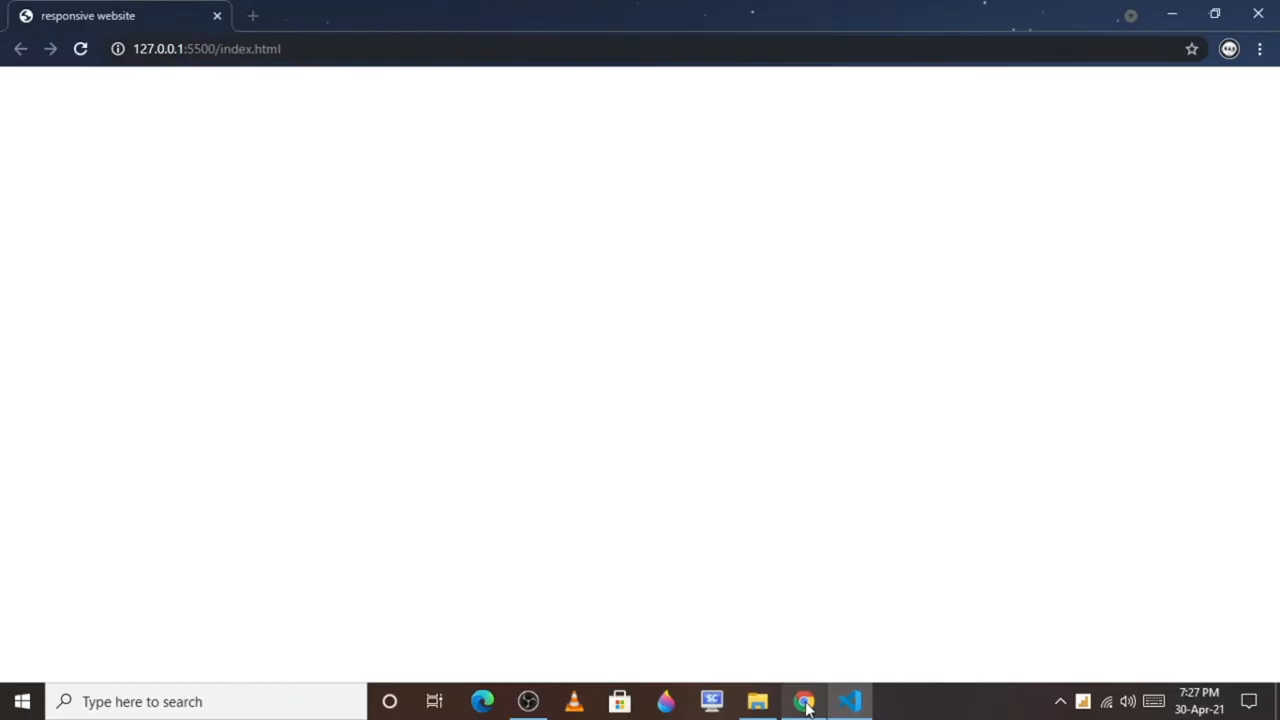 responsive website
127.0.0.1:5500/index.html
Type here to search
SC
7:27 PM
30-Apr-21